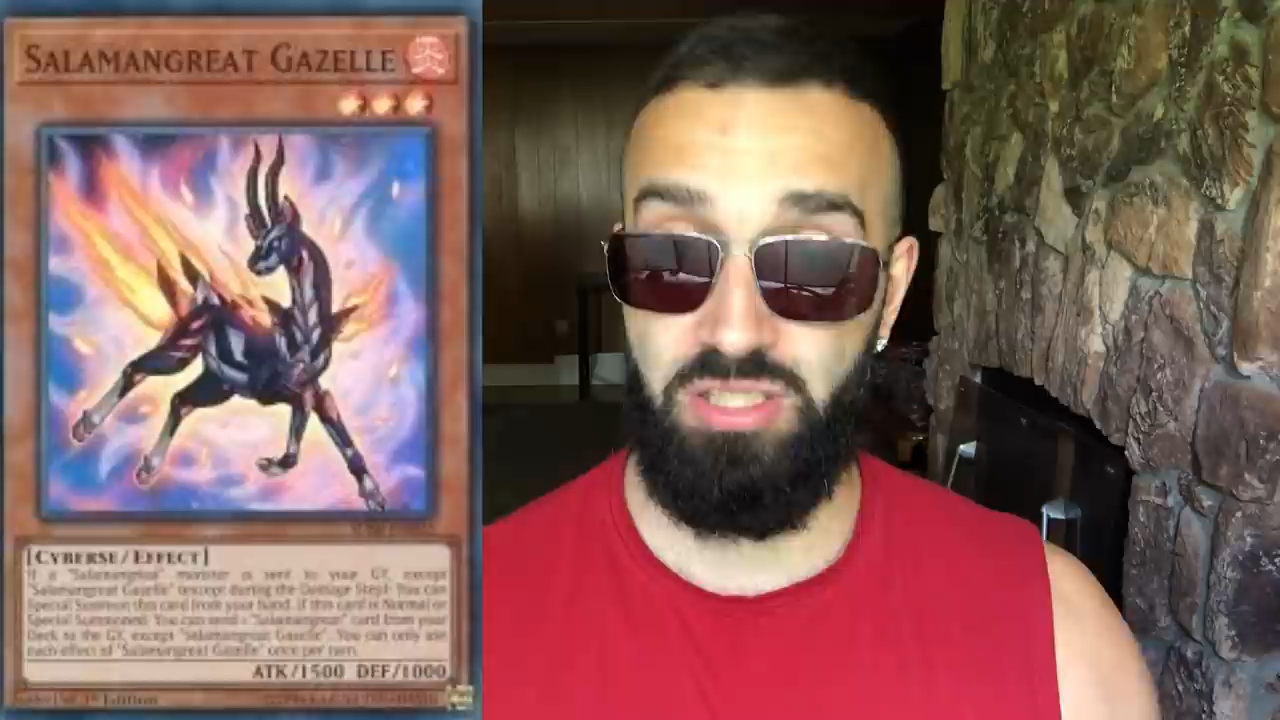 SALAMANGREAT GAZELLE 炎
[CYBERSE/EFFECT]
If a "Salamangreat" monster is sent to your GY, except
"Salamangreat Gazelle" (except during the Damage Step): You can
Special Summon this card from your hand. If this card is Normal or
Special Summoned: You can send 1 "Salamangreat" card from your
Deck to the GY, except "Salamangreat Gazelle". You can only use
each effect of "Salamangreat Gazelle" once per turn.
ATK/1500 DEF/1000
1st Edition